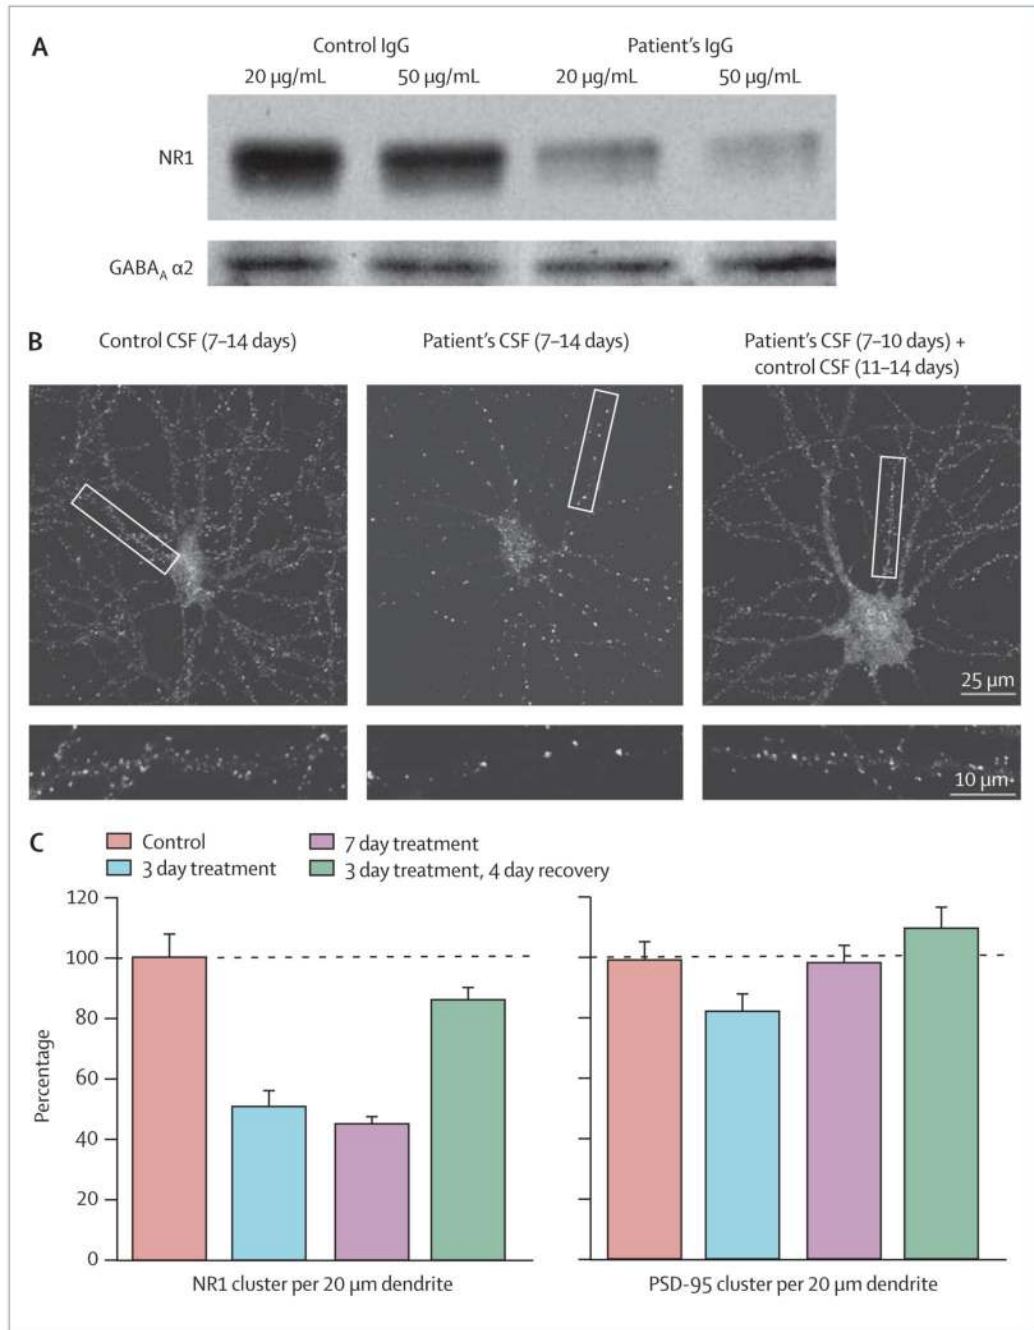 A
Control IgG
Patient's IgG
20 μg/mL
50 μg/mL
20 μg/mL
50 μg/mL
NR1
GABA_A α2
B
Control CSF (7–14 days)
Patient's CSF (7–14 days)
Patient's CSF (7–10 days) +
control CSF (11–14 days)
25 μm
10 μm
C
Control
7 day treatment
3 day treatment
3 day treatment, 4 day recovery
Percentage
120
100
80
60
40
20
0
NR1 cluster per 20 μm dendrite
PSD-95 cluster per 20 μm dendrite